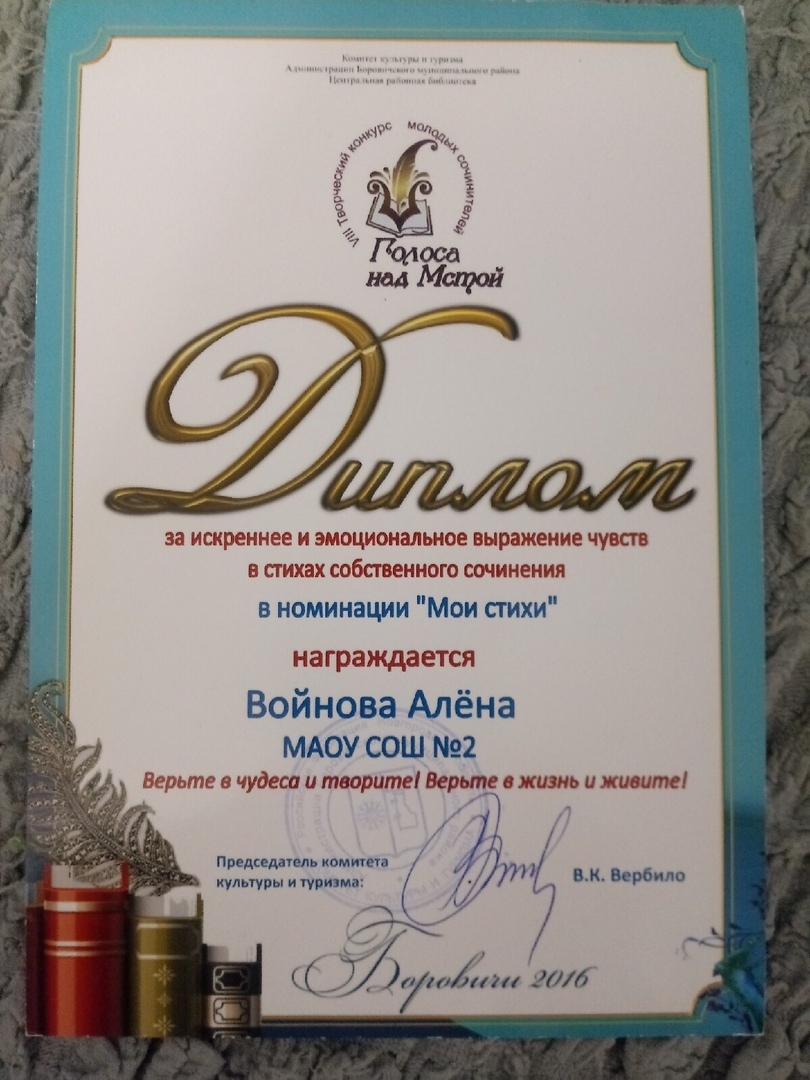 Комитет культуры и туризма
Администрации Боровичского муниципального района
Центральная районная библиотека
VIII Творческий конкурс молодых сочинителей
Голоса
над Мстой
Диплом
за искреннее и эмоциональное выражение чувств
в стихах собственного сочинения
в номинации "Мои стихи"
награждается
Войнова Алёна
МАОУ СОШ №2
Верьте в чудеса и творите! Верьте в жизнь и живите!
Председатель комитета
культуры и туризма:
В.К. Вербило
Боровичи 2016